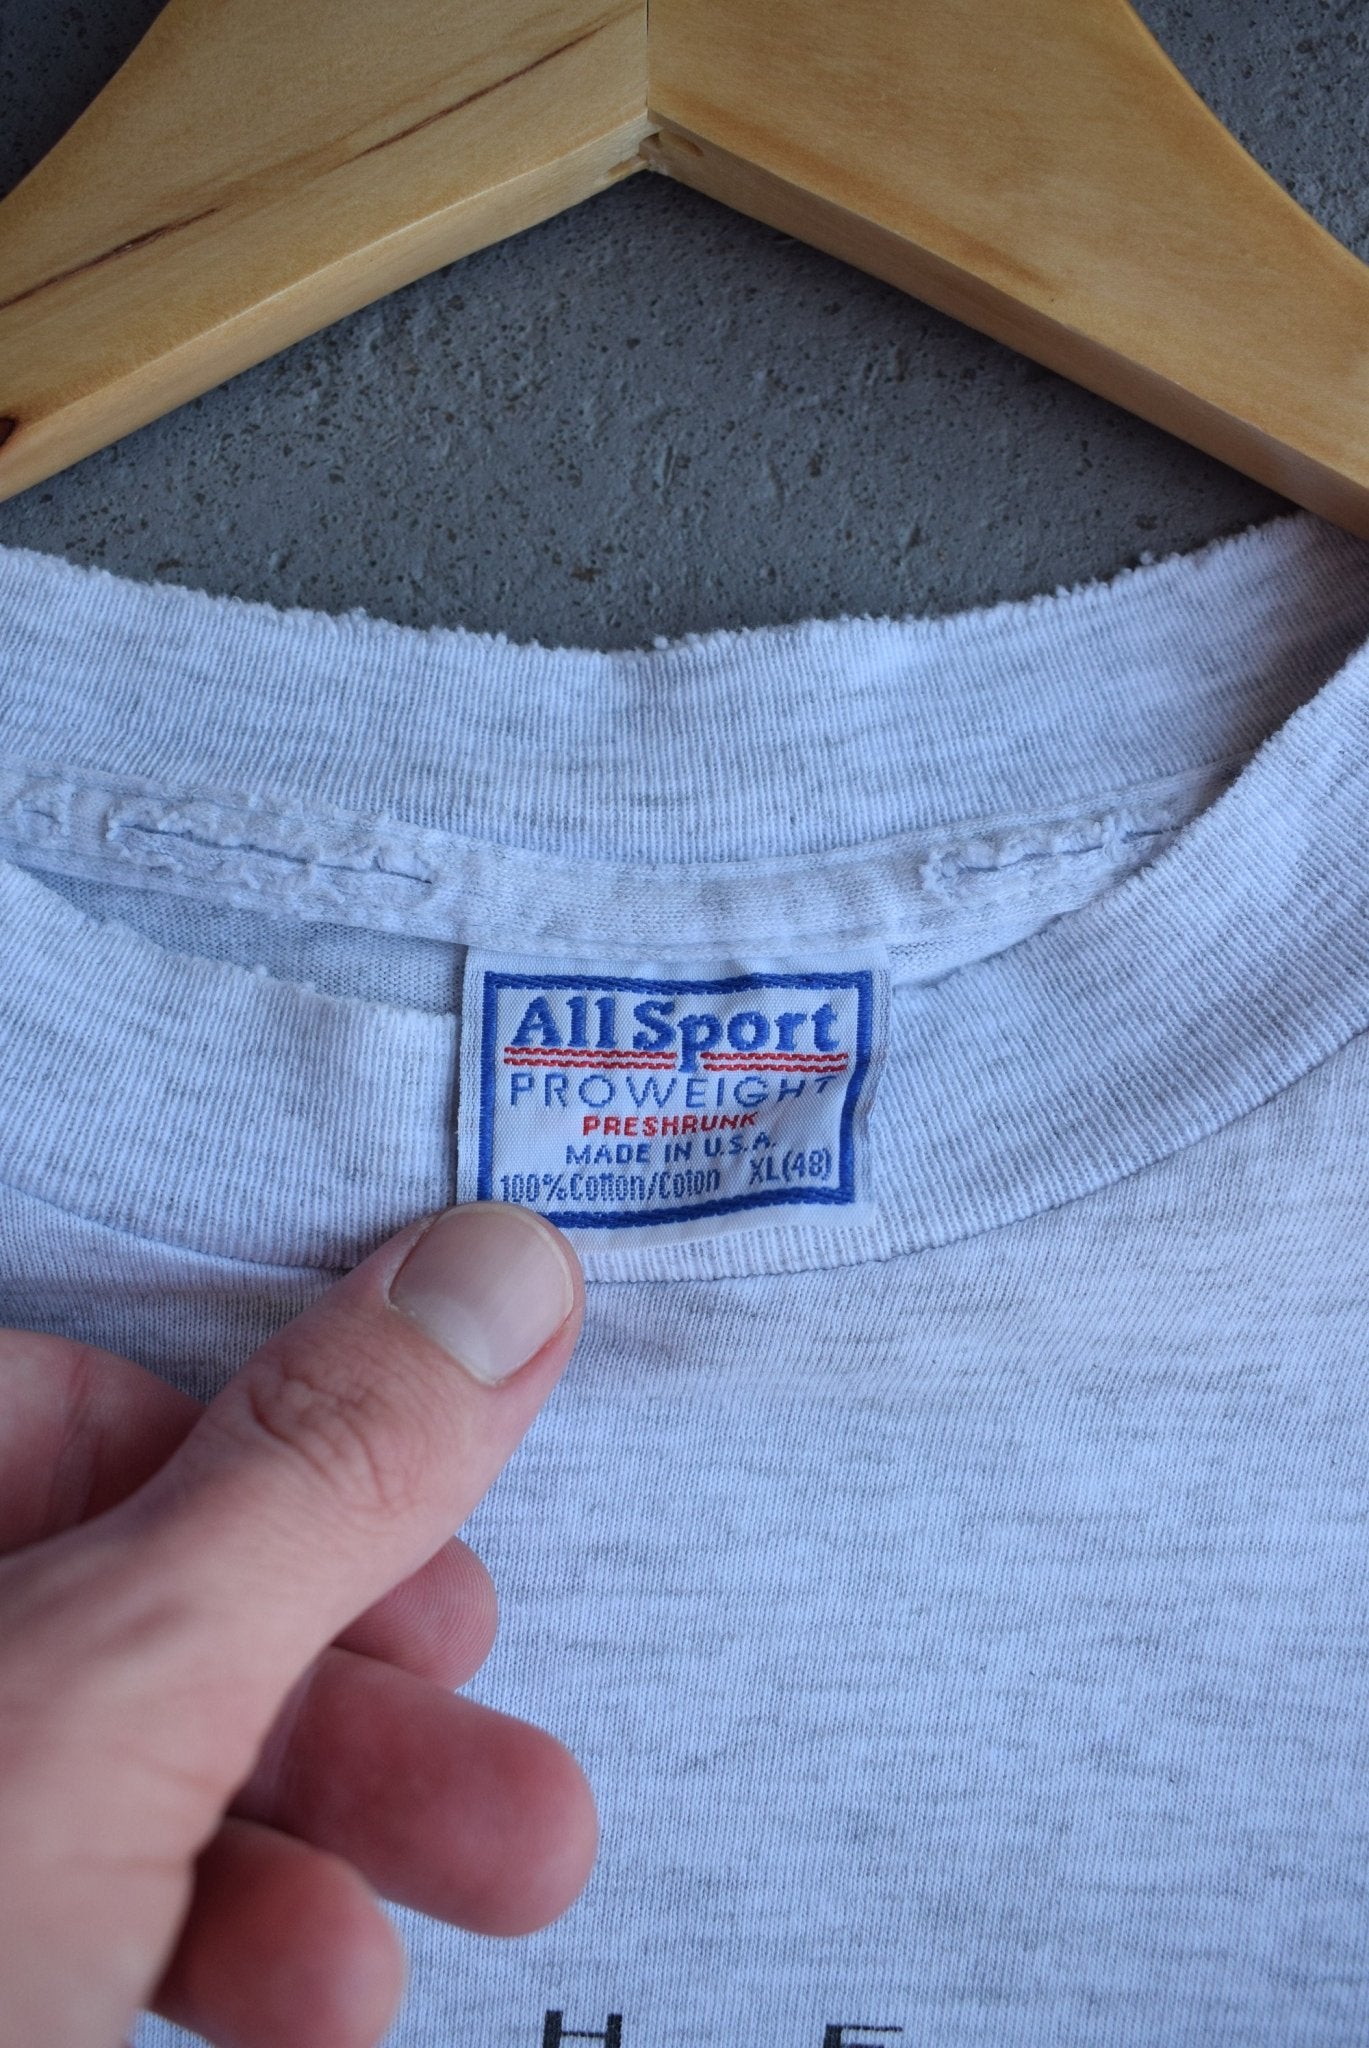 All Sport
PROWEIGHT
PRESHRUNK
MADE IN U.S.A.
100% Cotton/Coton XL(48)
H E